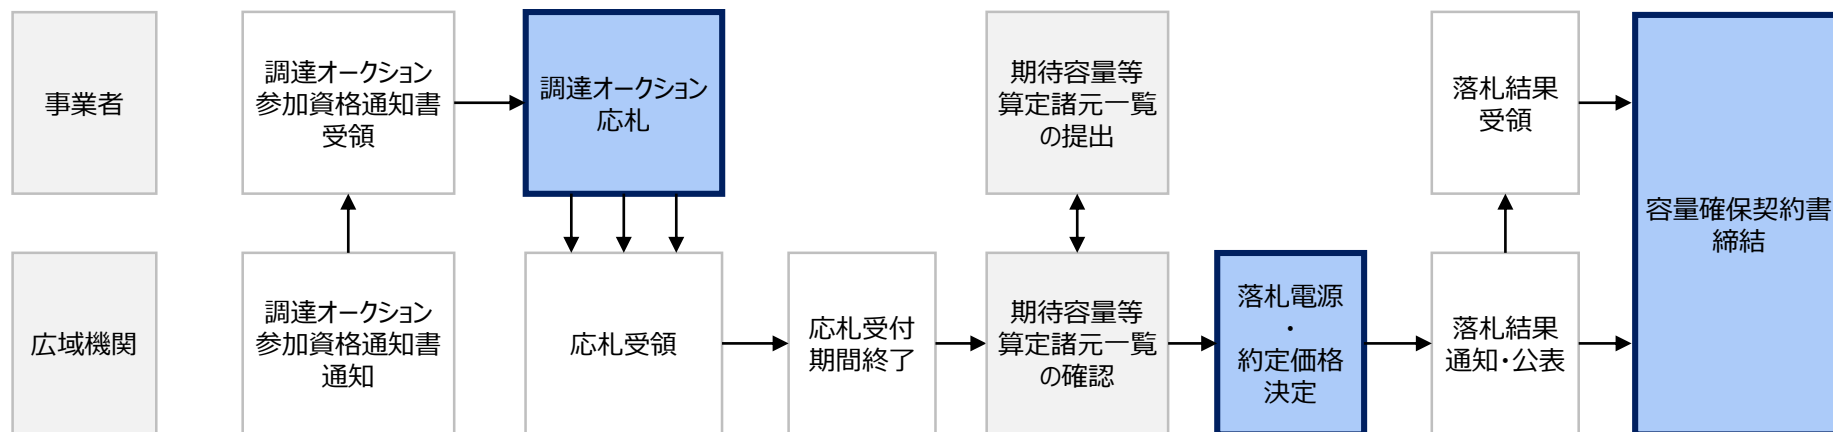 事業者
調達オークション
参加資格通知書
受領
調達オークション
応札
期待容量等
算定諸元一覧
の提出
落札結果
受領
容量確保契約書
締結
広域機関
調達オークション
参加資格通知書
通知
応札受領
応札受付
期間終了
期待容量等
算定諸元一覧
の確認
落札電源
・
約定価格
決定
落札結果
通知・公表